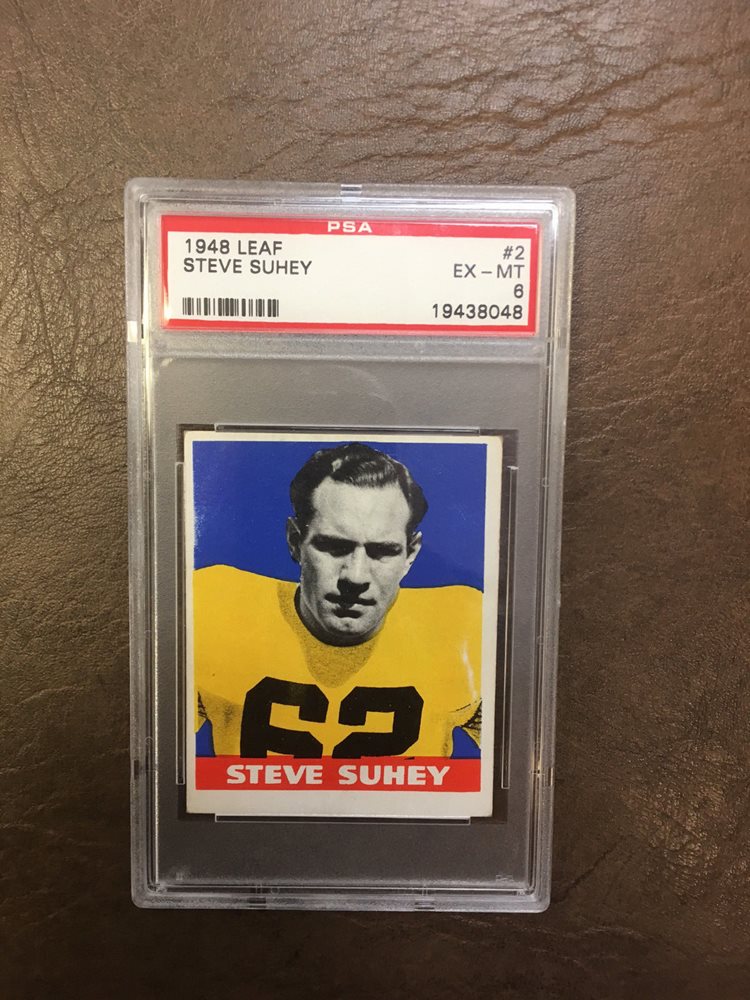 PSA
1948 LEAF #2
STEVE SUHEY EX - MT
6
19438048
62
STEVE SUHEY